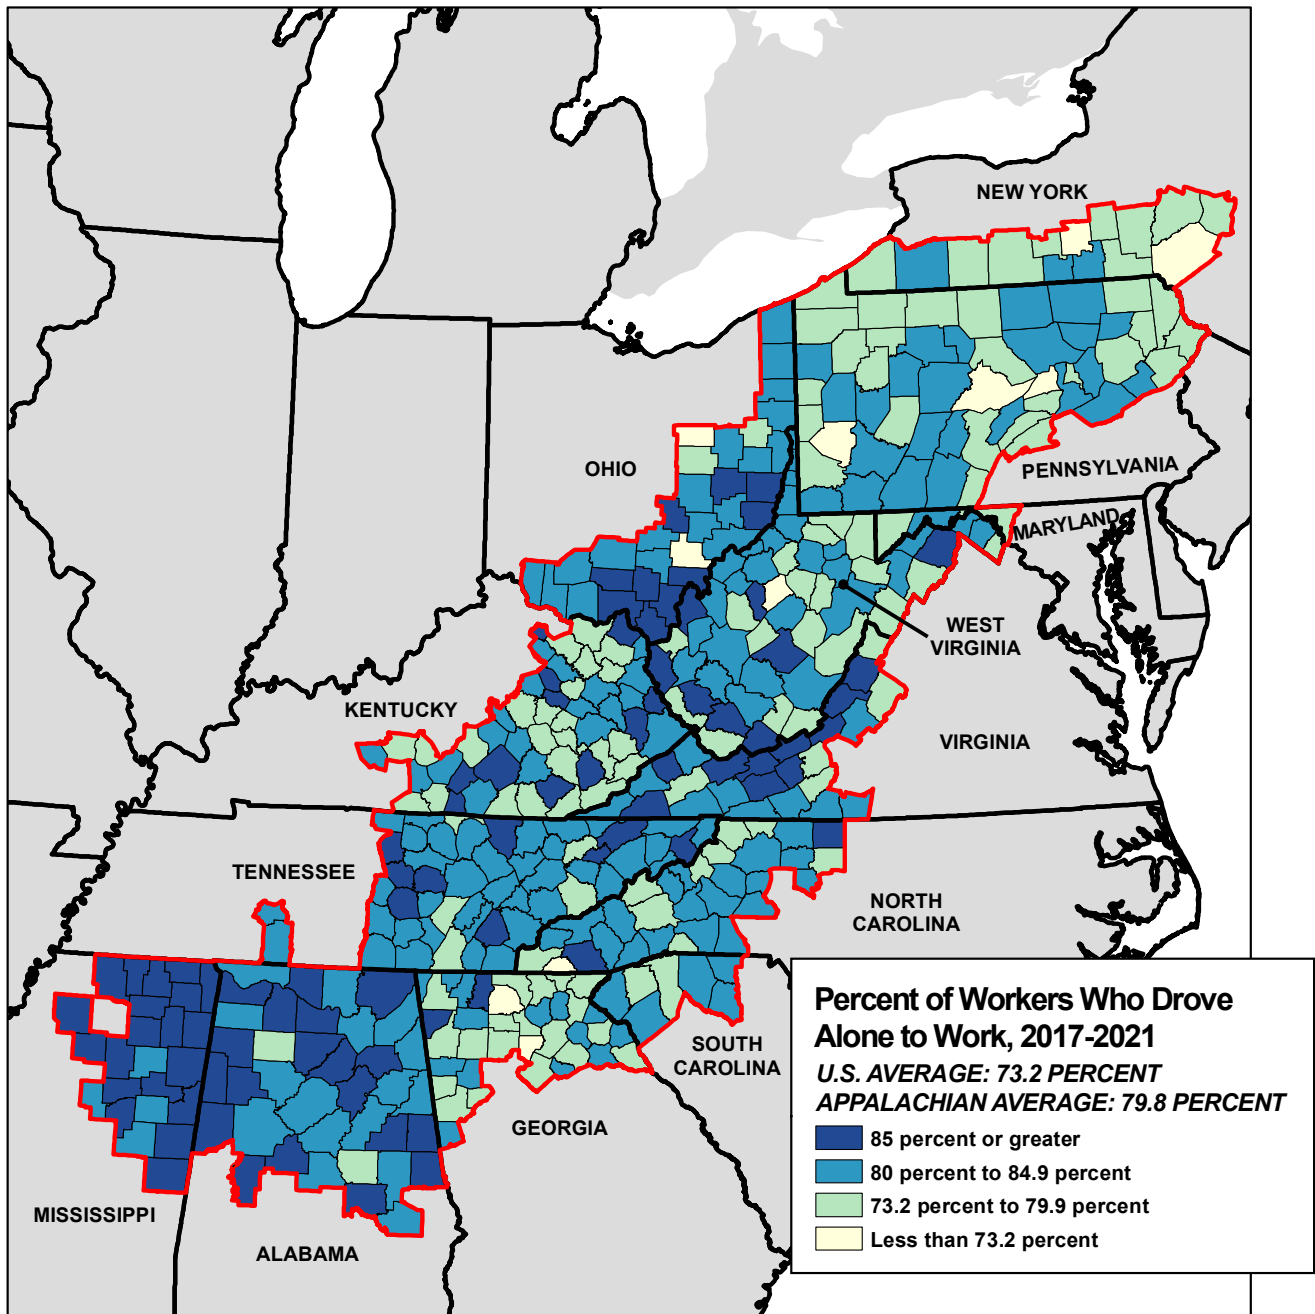 NEW YORK
OHIO
PENNSYLVANIA
MARYLAND
WEST
VIRGINIA
KENTUCKY
VIRGINIA
TENNESSEE
NORTH
CAROLINA
SOUTH
CAROLINA
GEORGIA
MISSISSIPPI
ALABAMA
Percent of Workers Who Drove
Alone to Work, 2017-2021
U.S. AVERAGE: 73.2 PERCENT
APPALACHIAN AVERAGE: 79.8 PERCENT
85 percent or greater
80 percent to 84.9 percent
73.2 percent to 79.9 percent
Less than 73.2 percent